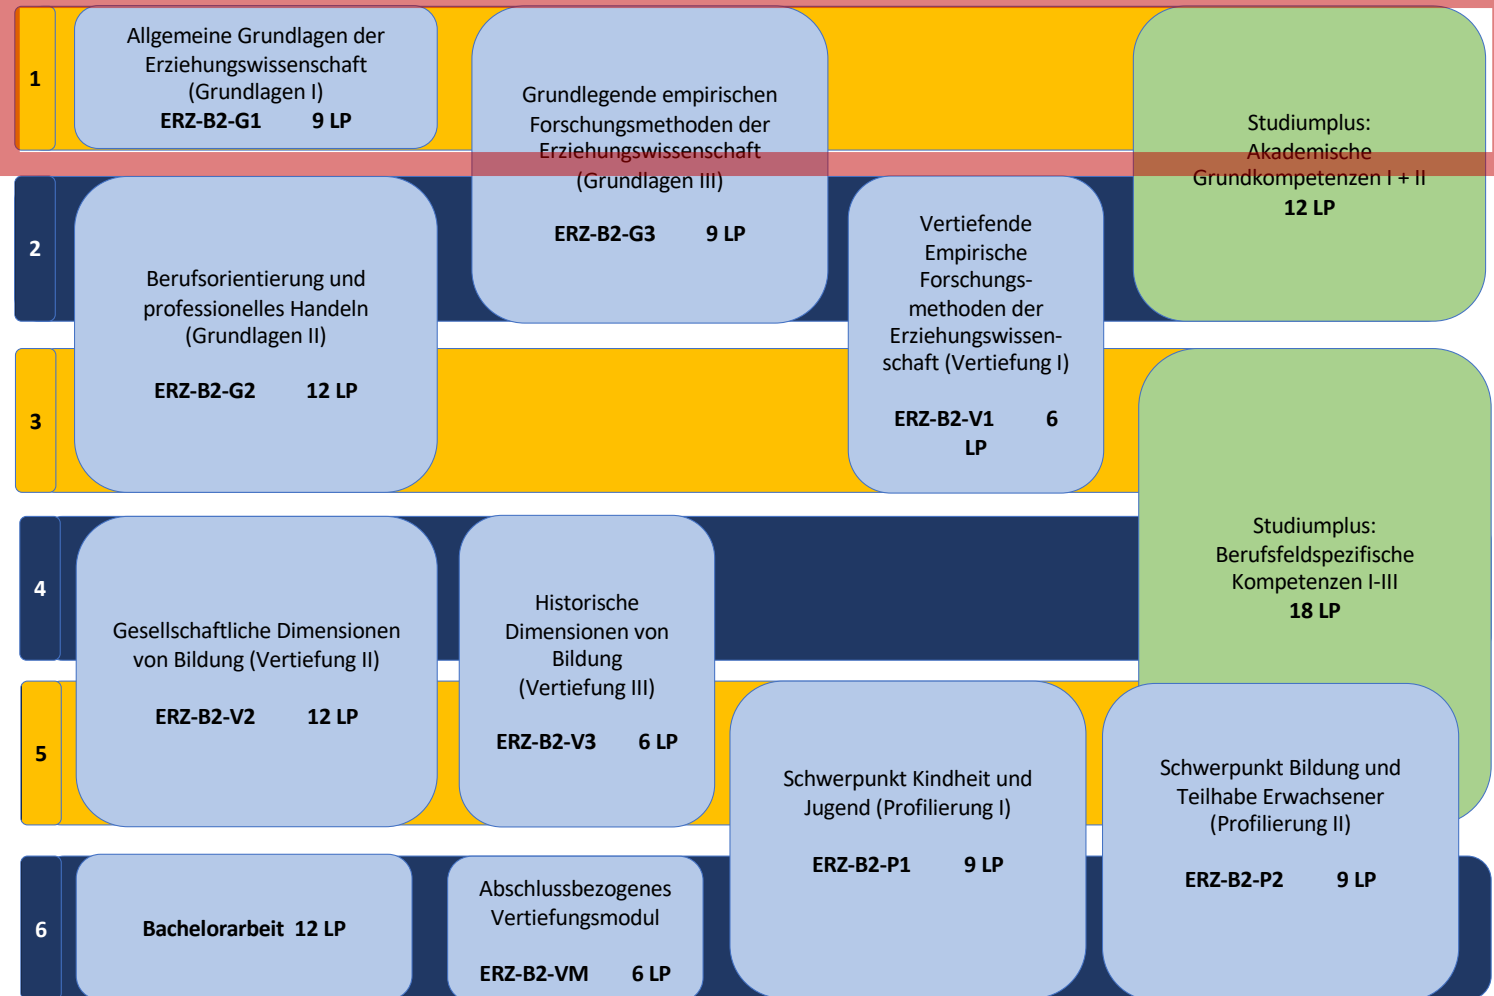 1
Allgemeine Grundlagen der
Erziehungswissenschaft
(Grundlagen I)
ERZ-B2-G1 9 LP
Grundlegende empirischen
Forschungsmethoden der
Erziehungswissenschaft
(Grundlagen III)
ERZ-B2-G3 9 LP
Studiumplus:
Akademische
Grundkompetenzen I + II
12 LP
2
Berufsorientierung und
professionelles Handeln
(Grundlagen II)
ERZ-B2-G2 12 LP
Vertiefende
Empirische
Forschungs-
methoden der
Erziehungswissen-
schaft (Vertiefung I)
ERZ-B2-V1 6
LP
3
Studiumplus:
Berufsfeldspezifische
Kompetenzen I-III
18 LP
4
Gesellschaftliche Dimensionen
von Bildung (Vertiefung II)
ERZ-B2-V2 12 LP
Historische
Dimensionen von
Bildung
(Vertiefung III)
ERZ-B2-V3 6 LP
5
Schwerpunkt Kindheit und
Jugend (Profilierung I)
ERZ-B2-P1 9 LP
Schwerpunkt Bildung und
Teilhabe Erwachsener
(Profilierung II)
ERZ-B2-P2 9 LP
6
Bachelorarbeit 12 LP
Abschlussbezogenes
Vertiefungsmodul
ERZ-B2-VM 6 LP